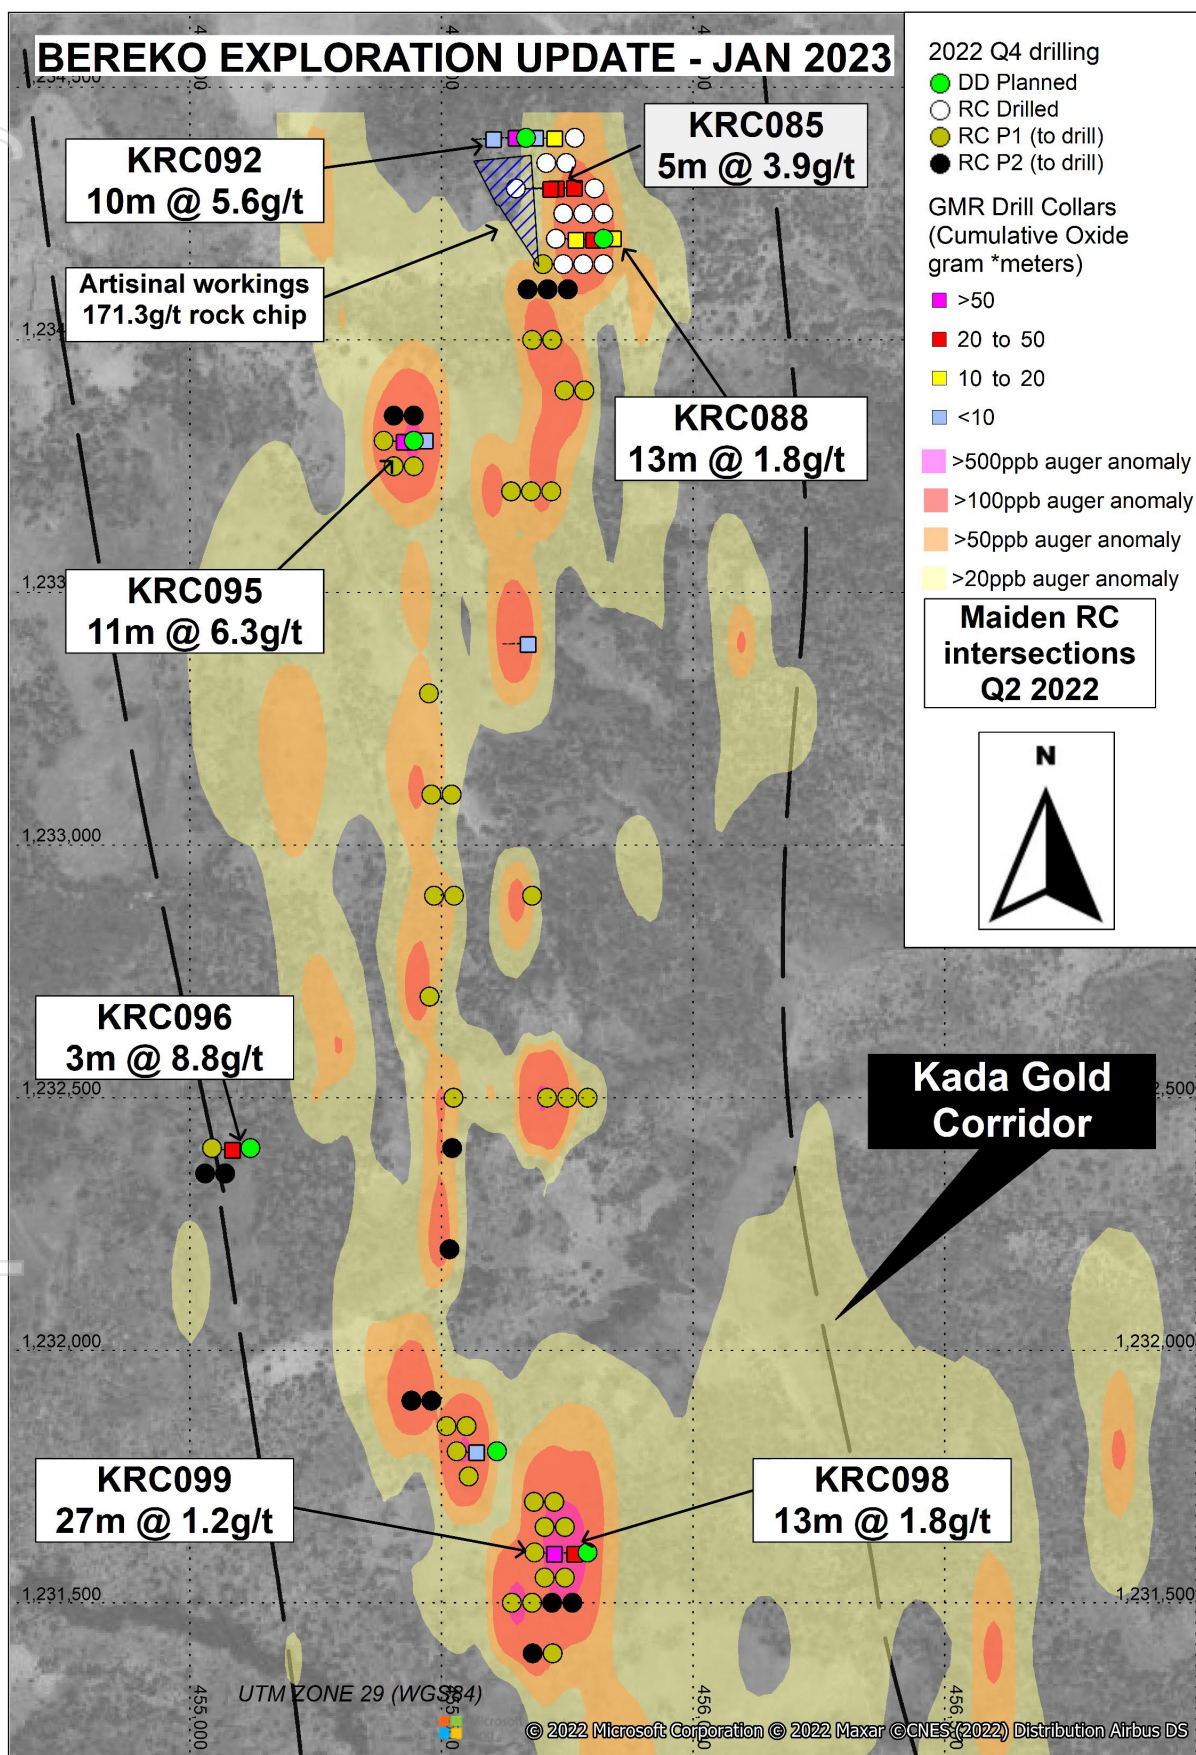 BEREKO EXPLORATION UPDATE - JAN 2023
2022 Q4 drilling
DD Planned
RC Drilled
RC P1 (to drill)
RC P2 (to drill)
GMR Drill Collars
(Cumulative Oxide
gram *meters)
>50
20 to 50
10 to 20
<10
>500ppb auger anomaly
>100ppb auger anomaly
>50ppb auger anomaly
>20ppb auger anomaly
Maiden RC
intersections
Q2 2022
N
KRC092
10m @ 5.6g/t
KRC085
5m @ 3.9g/t
Artisinal workings
171.3g/t rock chip
KRC088
13m @ 1.8g/t
KRC095
11m @ 6.3g/t
1,233,000
KRC096
3m @ 8.8g/t
Kada Gold
Corridor
1,232,500
1,232,000
1,232,000
KRC099
27m @ 1.2g/t
KRC098
13m @ 1.8g/t
1,231,500
1,231,500
455,000
UTM ZONE 29 (WGS84)
© 2022 Microsoft Corporation © 2022 Maxar ©CNES (2022) Distribution Airbus DS